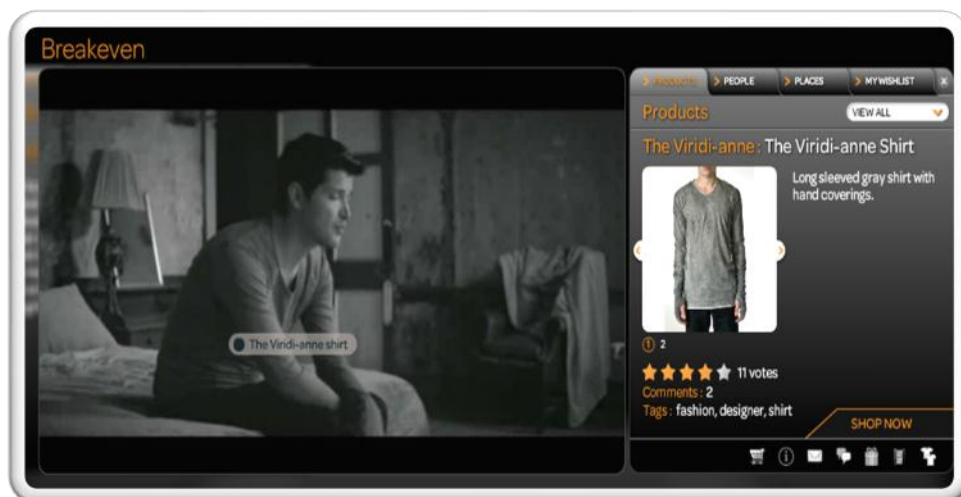 Breakeven
> PRODUCTS > PEOPLE > PLACES > MY WISHLIST X
Products
VIEW ALL
The Viridi-anne : The Viridi-anne Shirt
Long sleeved gray shirt with
hand coverings.
The Viridi-anne shirt
1 2
11 votes
Comments : 2
Tags : fashion, designer, shirt
SHOP NOW